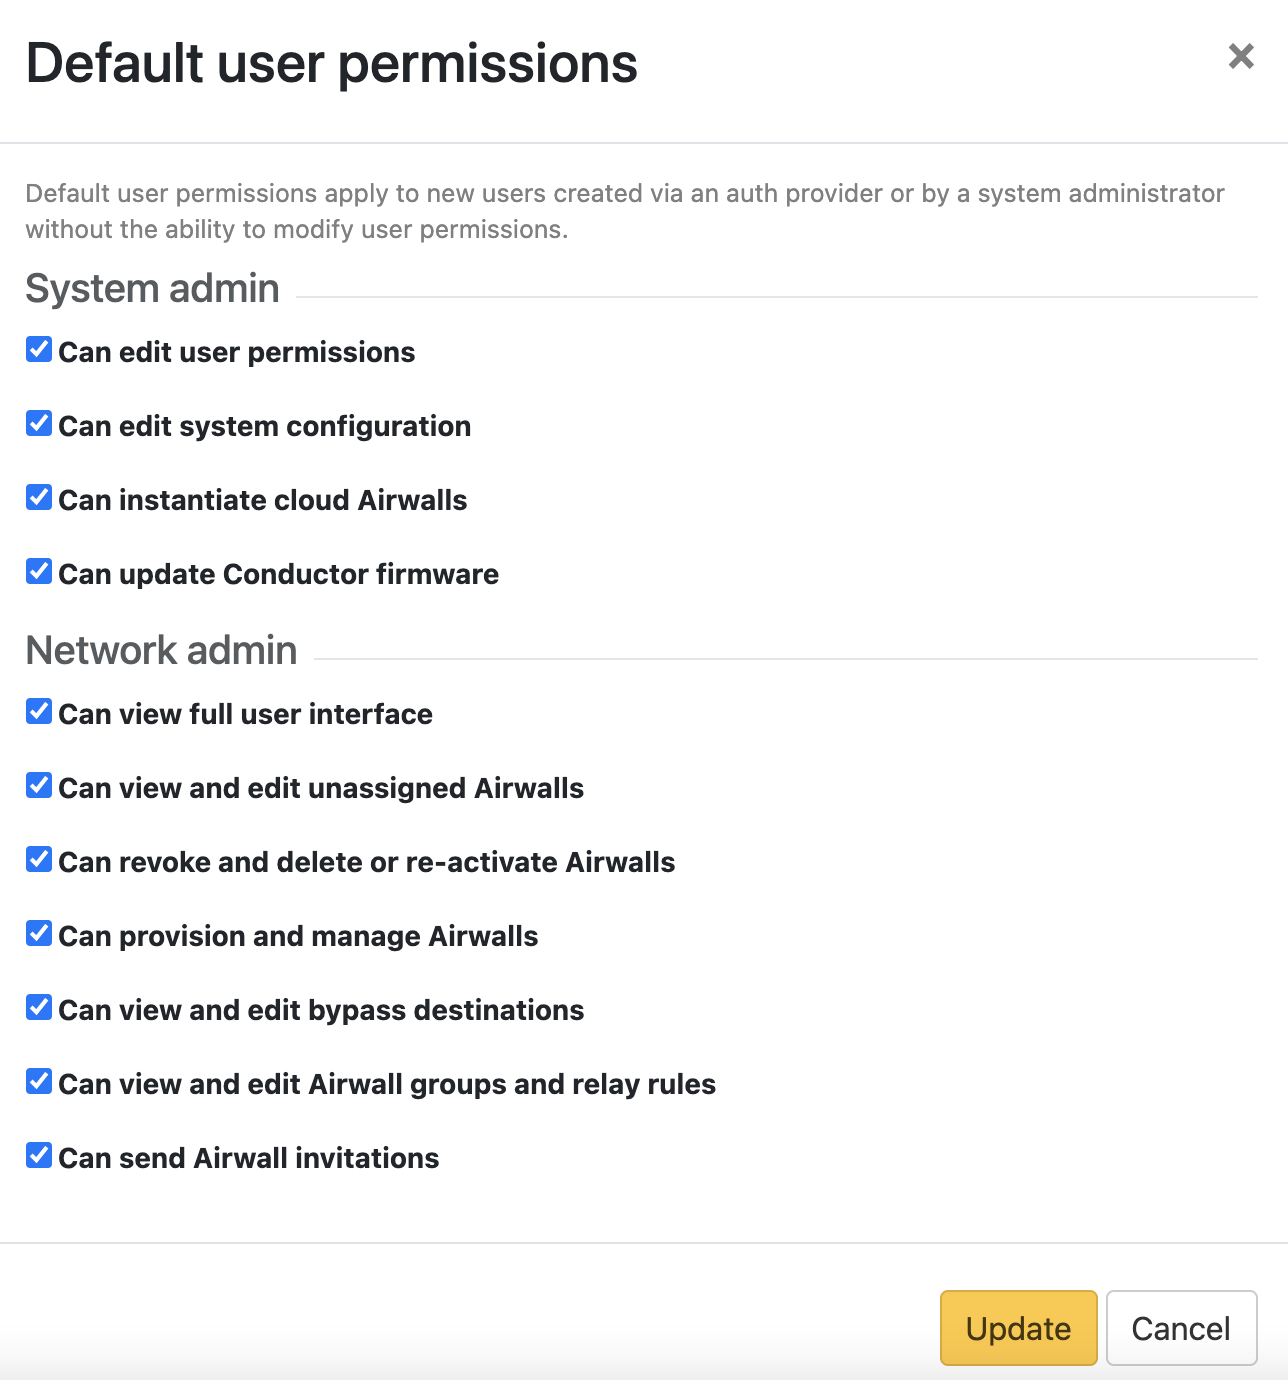 Default user permissions
Default user permissions apply to new users created via an auth provider or by a system administrator
without the ability to modify user permissions.
System admin
Can edit user permissions
Can edit system configuration
Can instantiate cloud Airwalls
Can update Conductor firmware
Network admin
Can view full user interface
Can view and edit unassigned Airwalls
Can revoke and delete or re-activate Airwalls
Can provision and manage Airwalls
Can view and edit bypass destinations
Can view and edit Airwall groups and relay rules
Can send Airwall invitations
Update Cancel